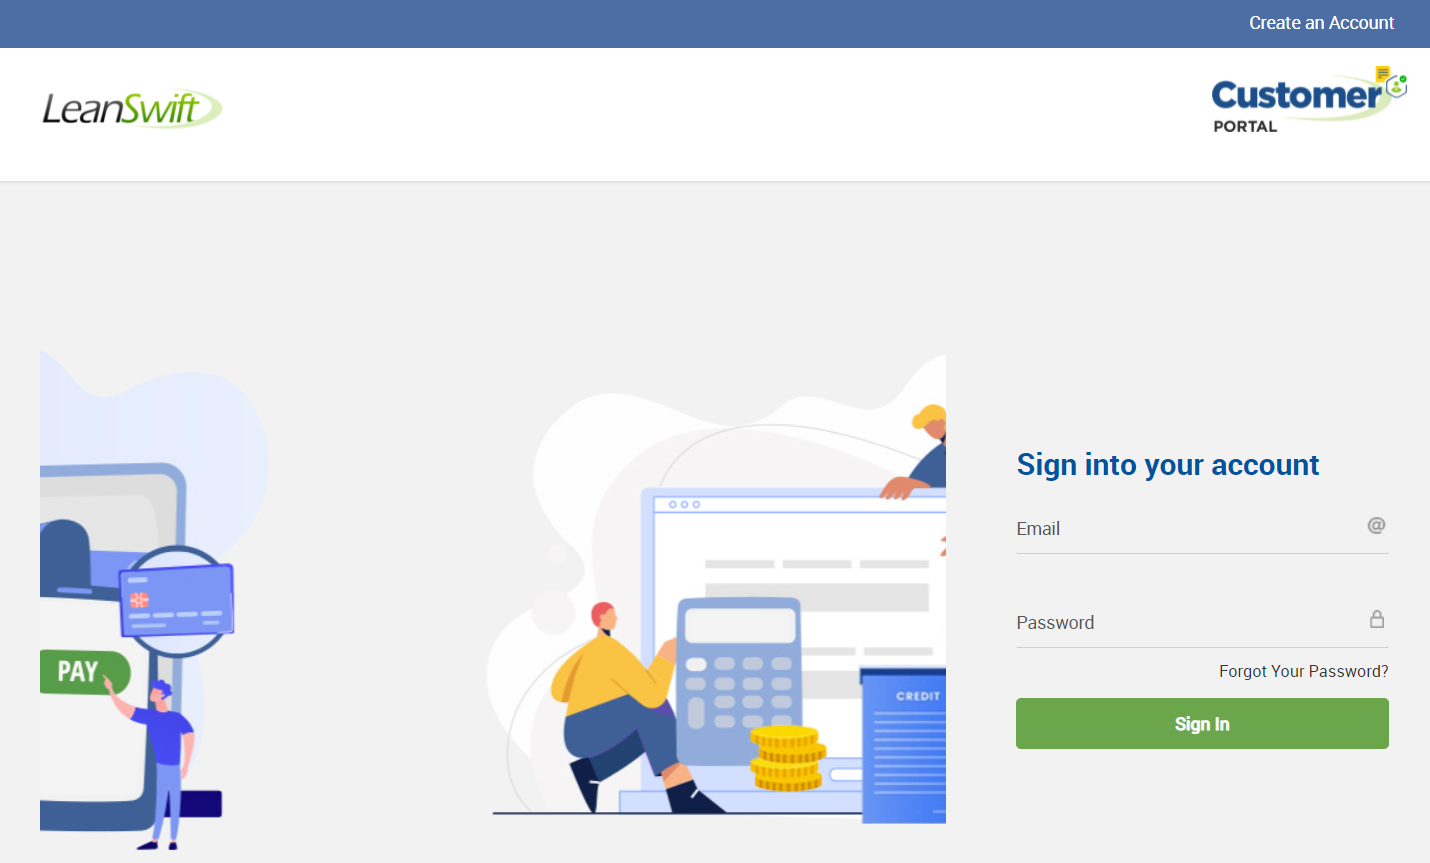 Create an Account
LeanSwift
Customer
PORTAL
Sign into your account
Email
@
Password
Forgot Your Password?
Sign In
PAY
CREDIT